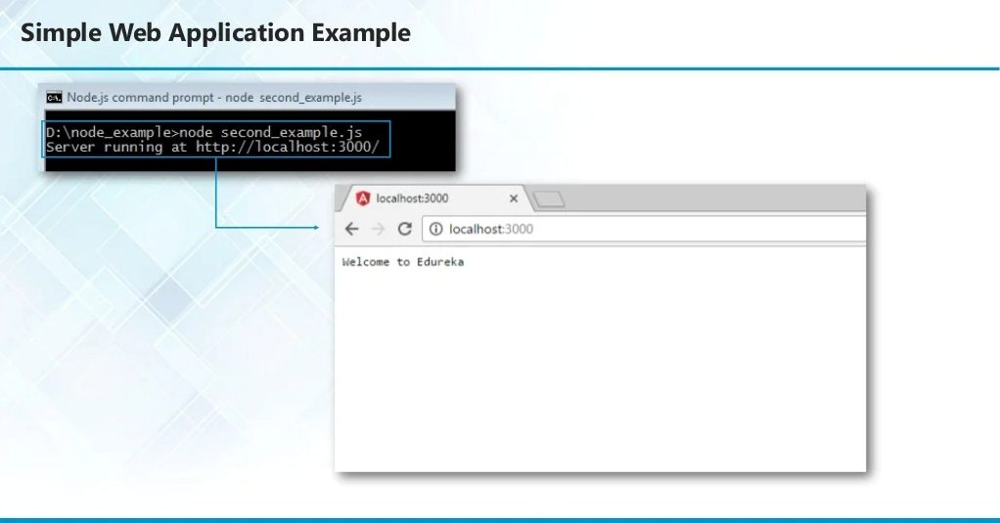 Simple Web Application Example
Node.js command prompt - node second_example.js
D:\node_example>node second_example.js
Server running at http://localhost:3000/
localhost:3000
localhost:3000
Welcome to Edureka